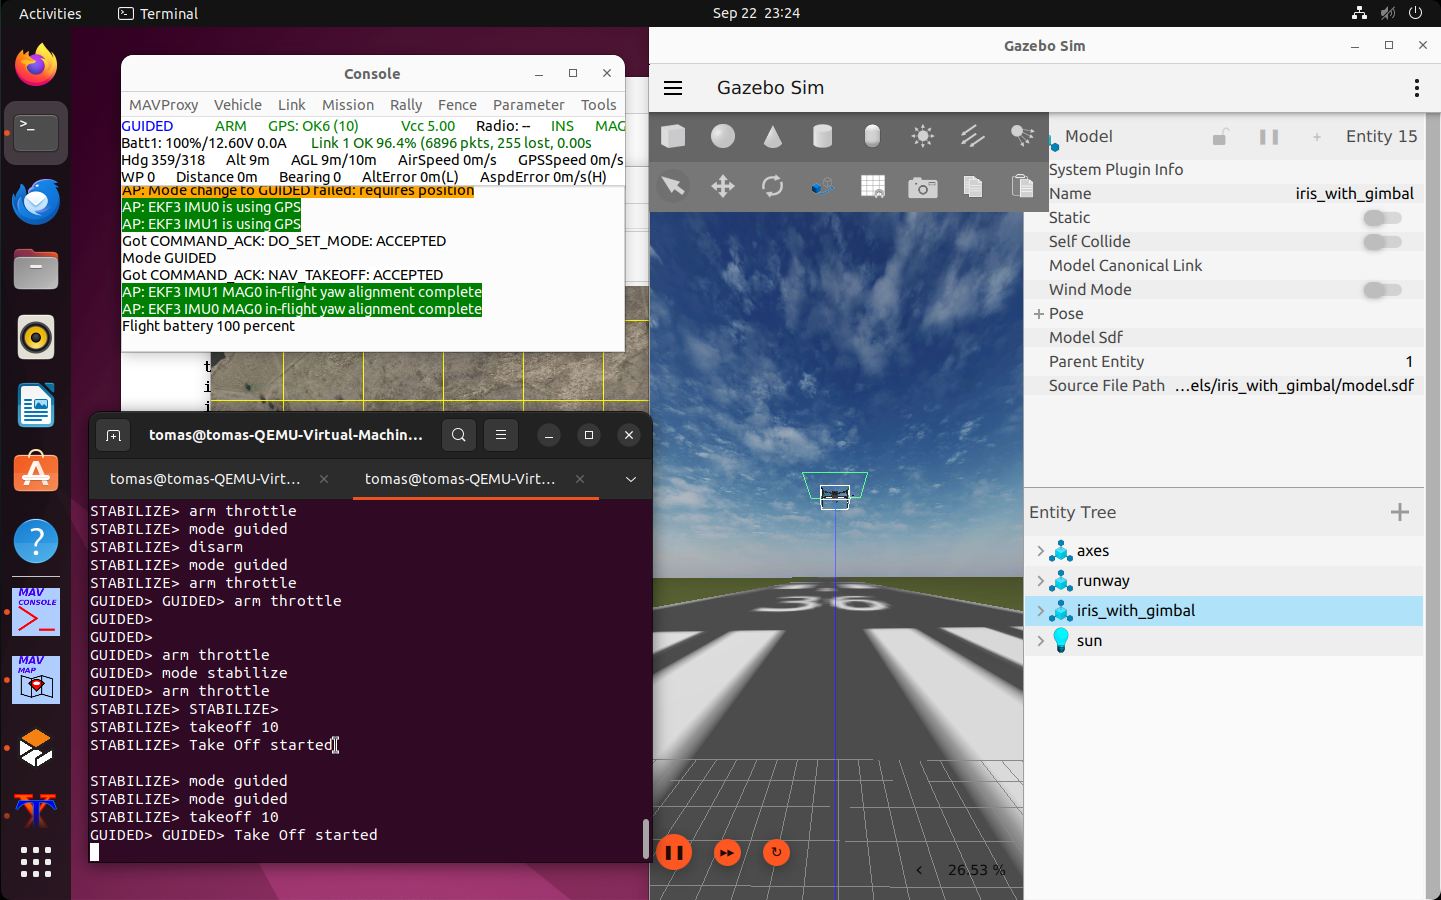 Activities
Terminal
Sep 22 23:24
Console
MAVProxy Vehicle Link Mission Rally Fence Parameter Tools
GUIDED ARM GPS: OK6 (10) Vcc 5.00 Radio: -- INS MAG
Batt1: 100%/12.60V 0.0A Link 1 OK 96.4% (6896 pkts, 255 lost, 0.00s
Hdg 359/318 Alt 9m AGL 9m/10m AirSpeed 0m/s GPSSpeed 0m/s
WP 0 Distance 0m Bearing 0 AltError 0m(L) AspdError 0m/s(H)
AP: Mode change to GUIDED failed: requires position
AP: EKF3 IMU0 is using GPS
AP: EKF3 IMU1 is using GPS
Got COMMAND_ACK: DO_SET_MODE: ACCEPTED
Mode GUIDED
Got COMMAND_ACK: NAV_TAKEOFF: ACCEPTED
AP: EKF3 IMU1 MAG0 in-flight yaw alignment complete
AP: EKF3 IMU0 MAG0 in-flight yaw alignment complete
Flight battery 100 percent
t
i
i
tomas@tomas-QEMU-Virtual-Machin...
tomas@tomas-QEMU-Virt...
tomas@tomas-QEMU-Virt...
STABILIZE> arm throttle
STABILIZE> mode guided
STABILIZE> disarm
STABILIZE> mode guided
STABILIZE> arm throttle
GUIDED> GUIDED> arm throttle
GUIDED>
GUIDED>
GUIDED> arm throttle
GUIDED> mode stabilize
GUIDED> arm throttle
STABILIZE> STABILIZE>
STABILIZE> takeoff 10
STABILIZE> Take Off started
STABILIZE> mode guided
STABILIZE> mode guided
STABILIZE> takeoff 10
GUIDED> GUIDED> Take Off started
MAV
CONSOLE
MAV
MAP
Gazebo Sim
Gazebo Sim
36
26.53 %
Model
Entity 15
System Plugin Info
Name iris_with_gimbal
Static
Self Collide
Model Canonical Link
Wind Mode
Pose
Model Sdf
Parent Entity 1
Source File Path ...els/iris_with_gimbal/model.sdf
Entity Tree
axes
runway
iris_with_gimbal
sun